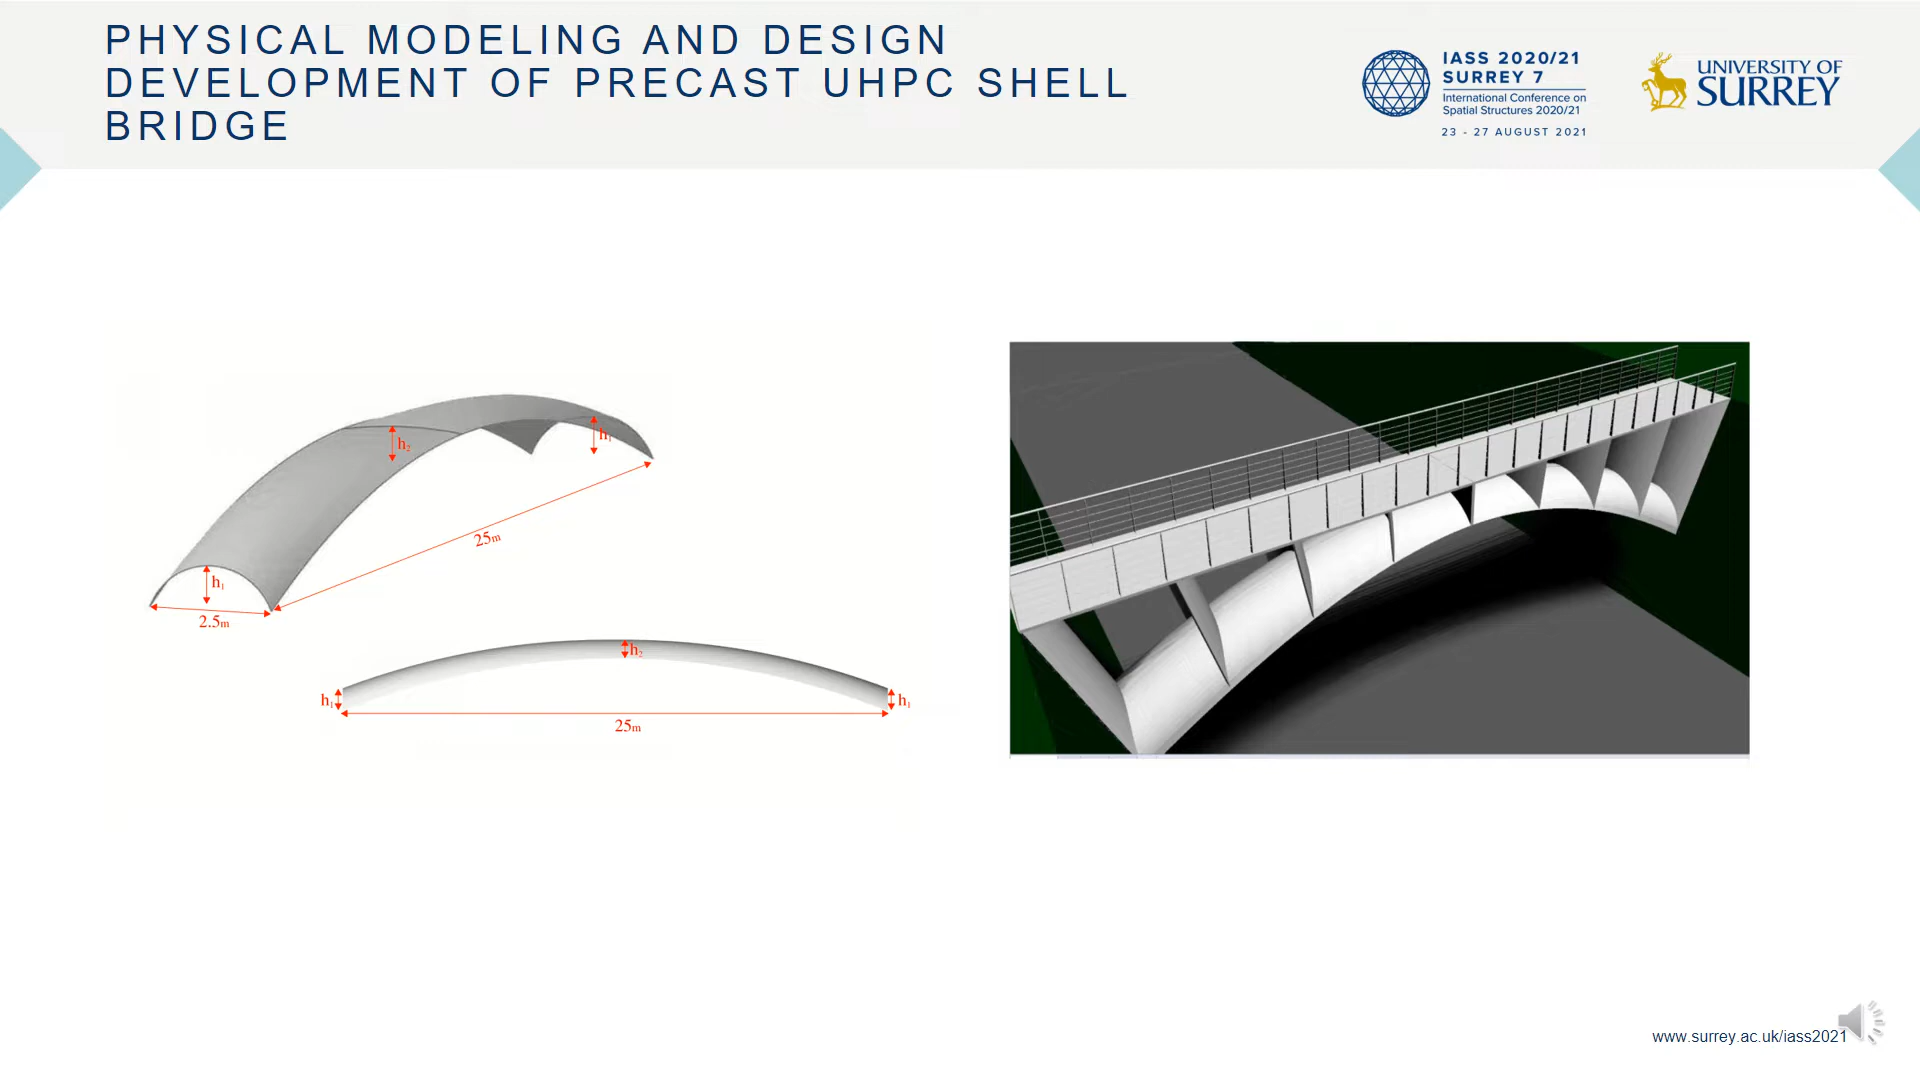 PHYSICAL MODELING AND DESIGN
DEVELOPMENT OF PRECAST UHPC SHELL
BRIDGE
IASS 2020/21
SURREY 7
International Conference on
Spatial Structures 2020/21
23 - 27 AUGUST 2021
UNIVERSITY OF
SURREY
h₂
h₁
25m
h₁
2.5m
h₂
h₁
h₁
25m
www.surrey.ac.uk/iass2021